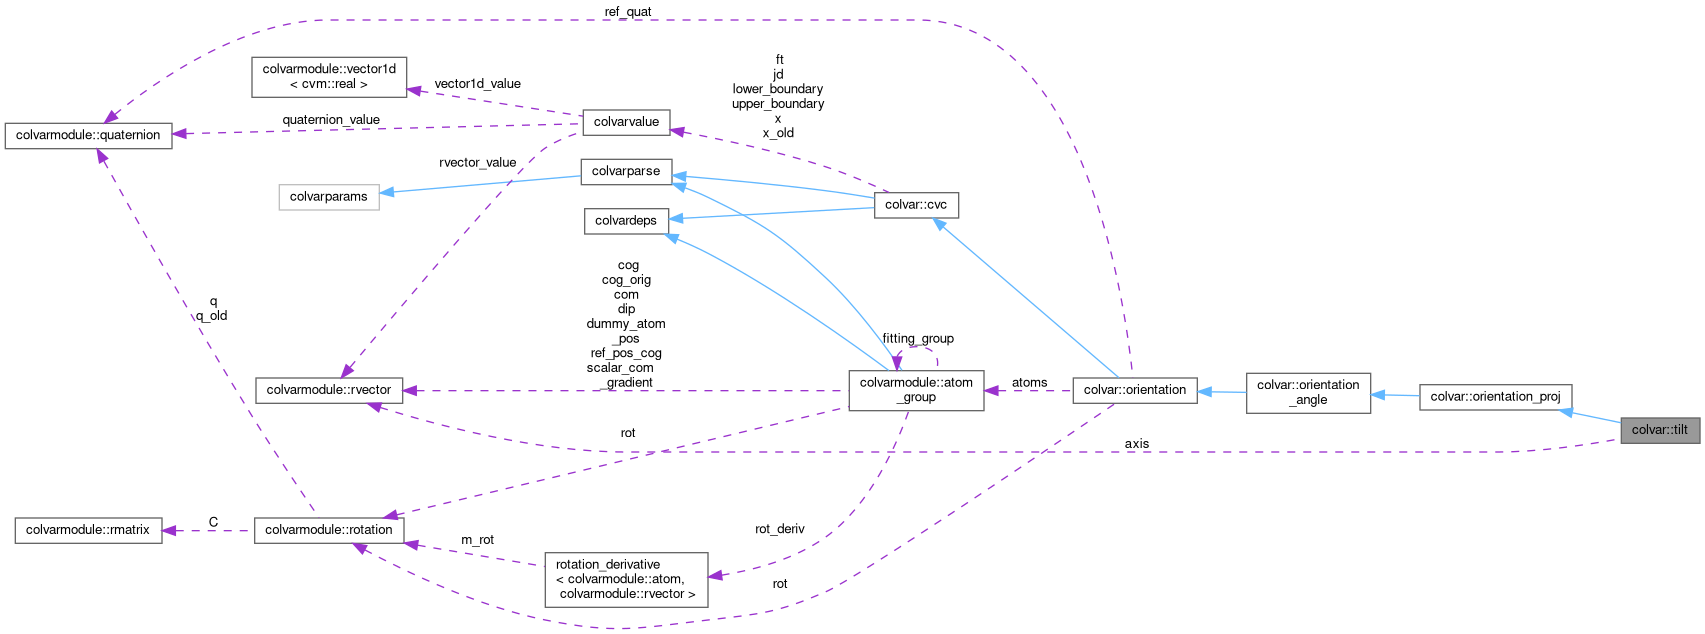 ref_quat
colvarmodule::vector1d
< cvm::real >
vector1d_value
ft
jd
lower_boundary
upper_boundary
x
x_old
colvarmodule::quaternion
quaternion_value
colvarvalue
rvector_value
colvarparse
colvarparams
colvar::cvc
colvardeps
cog
cog_orig
com
dip
dummy_atom
_pos
ref_pos_cog
scalar_com
_gradient
q
q_old
fitting_group
colvarmodule::rvector
colvarmodule::atom
_group
atoms
colvar::orientation
colvar::orientation
_angle
colvar::orientation_proj
colvar::tilt
rot
axis
colvarmodule::rmatrix
C
colvarmodule::rotation
m_rot
rot_deriv
rotation_derivative
< colvarmodule::atom,
colvarmodule::rvector >
rot